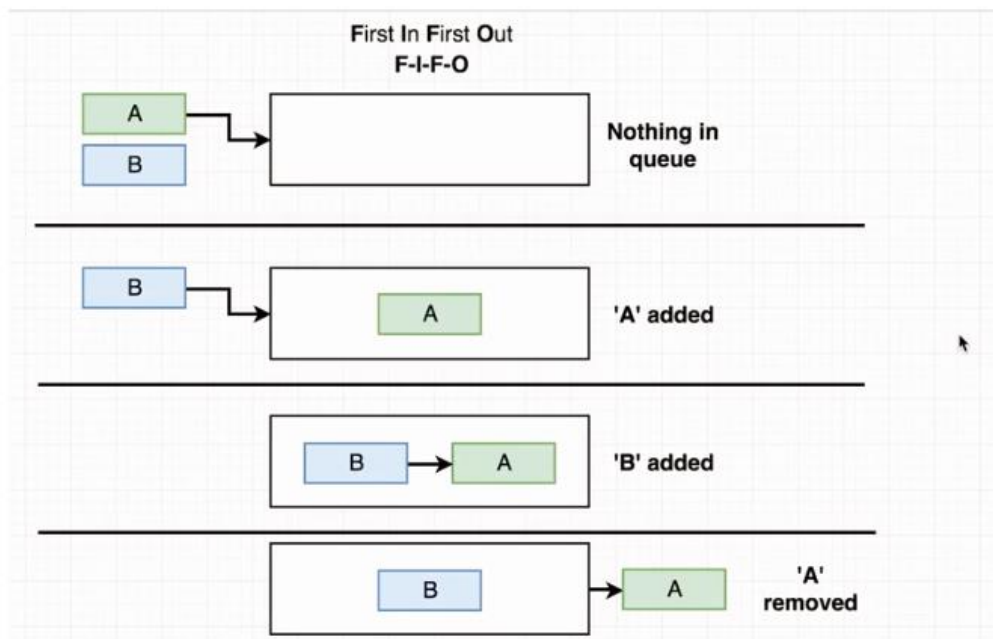 First In First Out
F-I-F-O
A
B
Nothing in
queue
B
A
'A' added
B
A
'B' added
B
A
'A'
removed